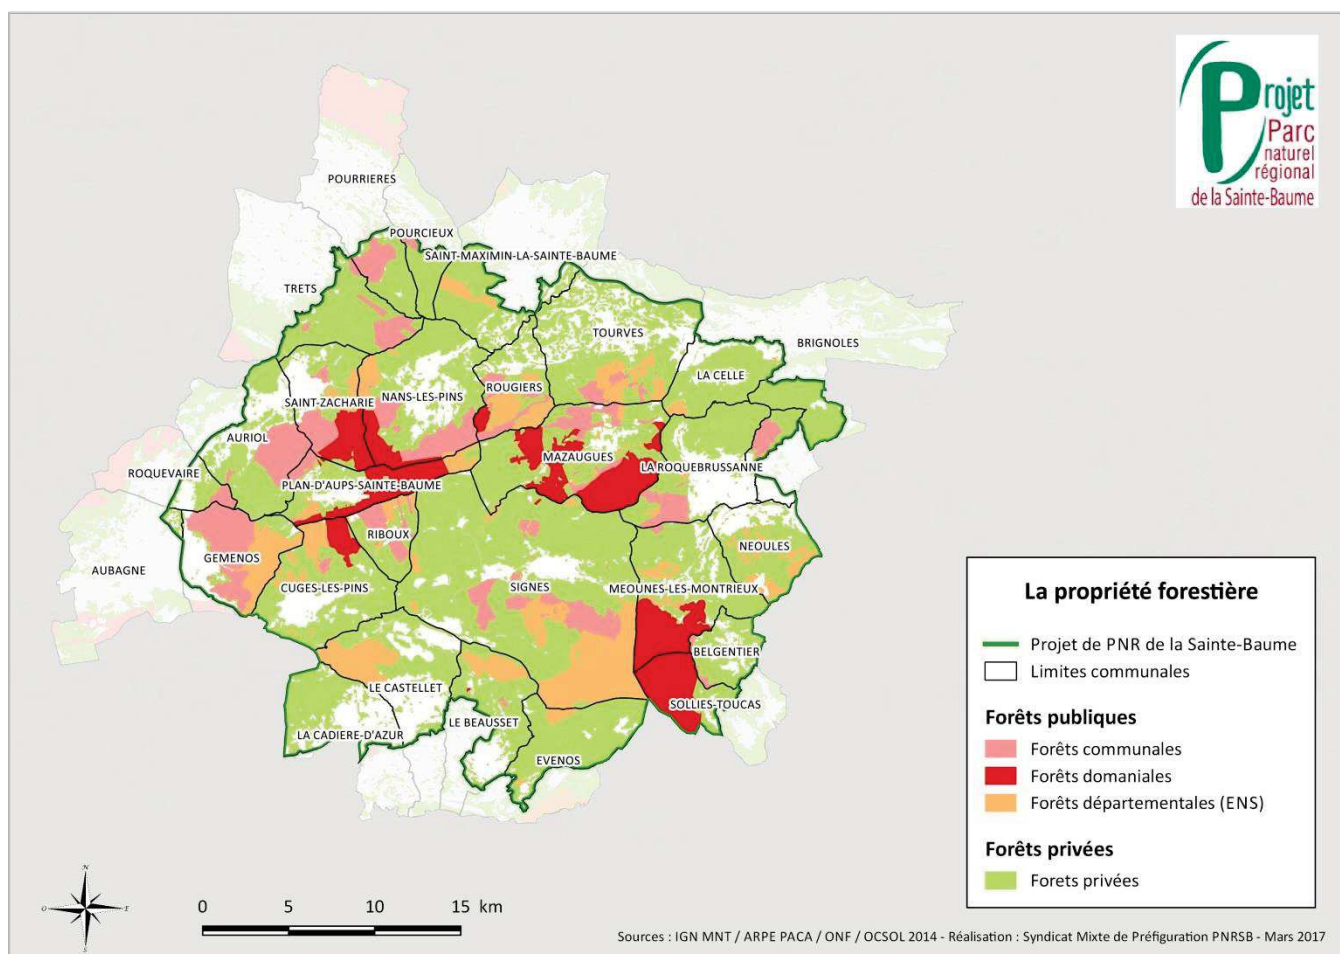 Projet
Parc
naturel
régional
de la Sainte-Baume
POURRIERES
POURCIEUX
SAINT-MAXIMIN-LA-SAINTE-BAUME
TRETS
TOURVES
BRIGNOLES
LA CELLE
ROUGIERS
NANS-LES-PINS
SAINT-ZACHARIE
AURIOL
MAZAUGUES
LA ROQUEBRUSSANNE
ROQUEVAIRE
PLAN-D'AUPS-SAINTE-BAUME
RIBOUX
NEOULES
GEMENOS
AUBAGNE
CUGES-LES-PINS
SIGNES
MEOUNES-LES-MONTRIEUX
BELGENTIER
LE CASTELLET
SOLLIES-TOUCAS
LE BEAUSSET
LA CADIERE-D'AZUR
EVENOS
La propriété forestière
Projet de PNR de la Sainte-Baume
Limites communales
Forêts publiques
Forêts communales
Forêts domaniales
Forêts départementales (ENS)
Forêts privées
Forets privées
N
O
E
S
0 5 10 15 km
Sources : IGN MNT / ARPE PACA / ONF / OCSOL 2014 - Réalisation : Syndicat Mixte de Préfiguration PNRSB - Mars 2017